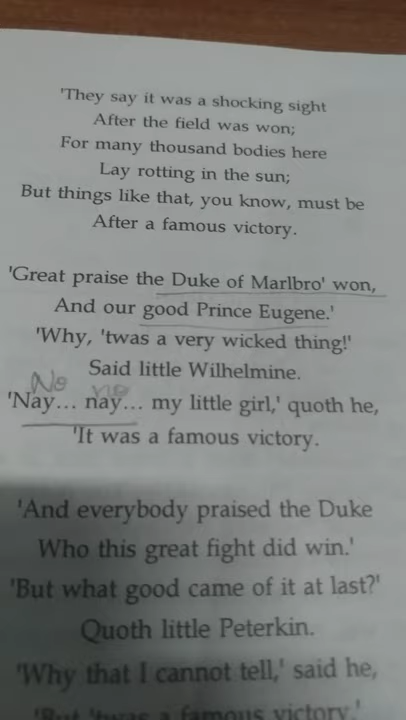 'They say it was a shocking sight
After the field was won;
For many thousand bodies here
Lay rotting in the sun;
But things like that, you know, must be
After a famous victory.
'Great praise the Duke of Marlbro' won,
And our good Prince Eugene.'
'Why, 'twas a very wicked thing!'
Said little Wilhelmine.
No no
'Nay... nay... my little girl,' quoth he,
'It was a famous victory.
'And everybody praised the Duke
Who this great fight did win.'
'But what good came of it at last?'
Quoth little Peterkin.
'Why that I cannot tell,' said he,
'But 'twas a famous victory.'